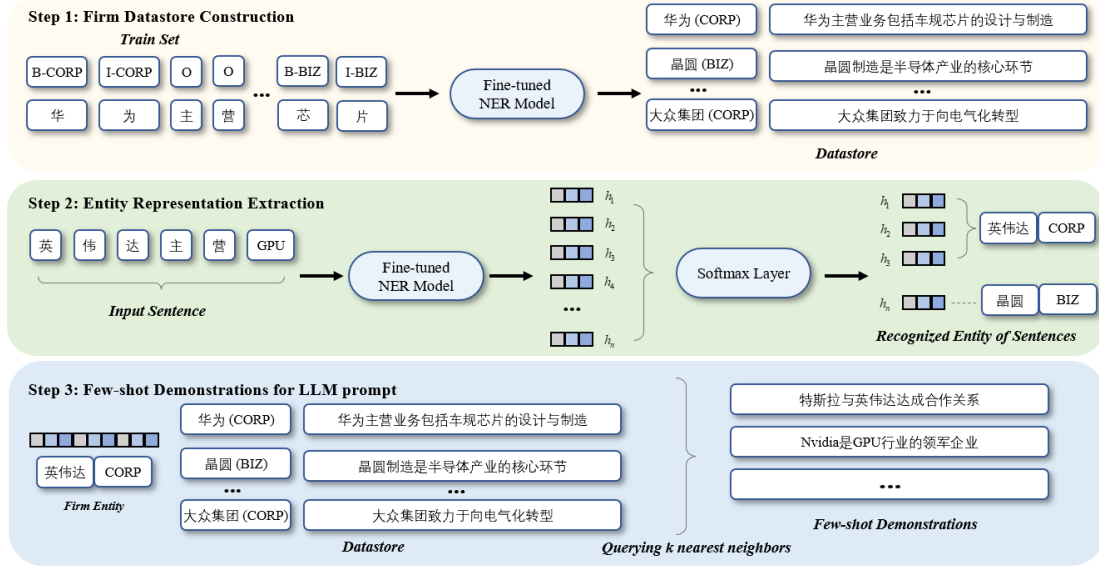 Step 1: Firm Datastore Construction
Train Set
B-CORP I-CORP O O ... B-BIZ I-BIZ
华 为 主 营 芯 片
Fine-tuned
NER Model
华为 (CORP) 华为主营业务包括车规芯片的设计与制造
晶圆 (BIZ) 晶圆制造是半导体产业的核心环节
... ...
大众集团 (CORP) 大众集团致力于向电气化转型
Datastore
Step 2: Entity Representation Extraction
英 伟 达 主 营 GPU
Input Sentence
Fine-tuned
NER Model
h1
h2
h3
h4
...
hn
Softmax Layer
h1
h2
h3
英伟达 CORP
hn 晶圆 BIZ
Recognized Entity of Sentences
Step 3: Few-shot Demonstrations for LLM prompt
英伟达 CORP
Firm Entity
华为 (CORP) 华为主营业务包括车规芯片的设计与制造
晶圆 (BIZ) 晶圆制造是半导体产业的核心环节
... ...
大众集团 (CORP) 大众集团致力于向电气化转型
Datastore
Querying k nearest neighbors
特斯拉与英伟达达成合作关系
Nvidia是GPU行业的领军企业
...
Few-shot Demonstrations